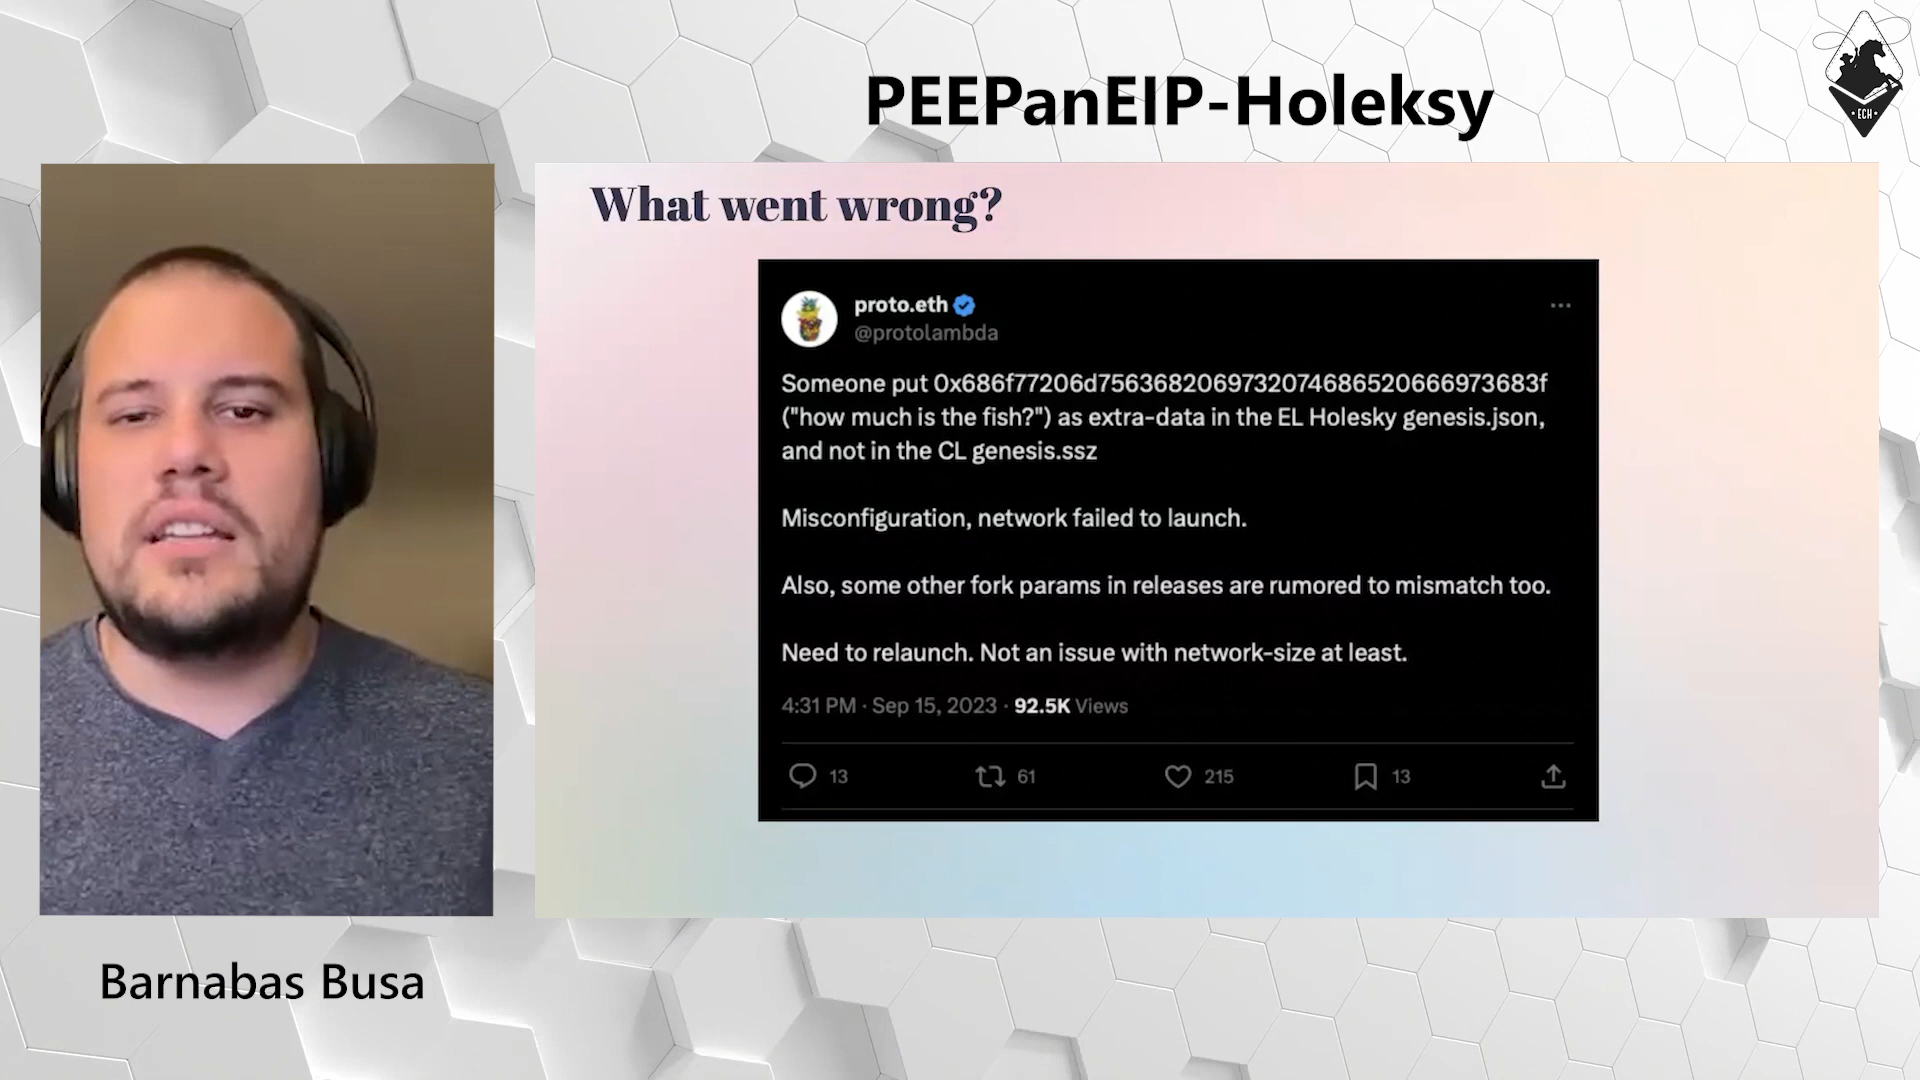 PEEPanEIP-Holeksy
ECH
What went wrong?
proto.eth
@protolambda
Someone put 0x686f77206d7563682069732074686520666973683f
("how much is the fish?") as extra-data in the EL Holesky genesis.json,
and not in the CL genesis.ssz
Misconfiguration, network failed to launch.
Also, some other fork params in releases are rumored to mismatch too.
Need to relaunch. Not an issue with network-size at least.
4:31 PM · Sep 15, 2023 · 92.5K Views
13 61 215 13
Barnabas Busa